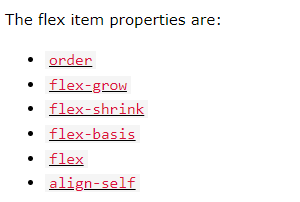 The flex item properties are:
order
flex-grow
flex-shrink
flex-basis
flex
align-self